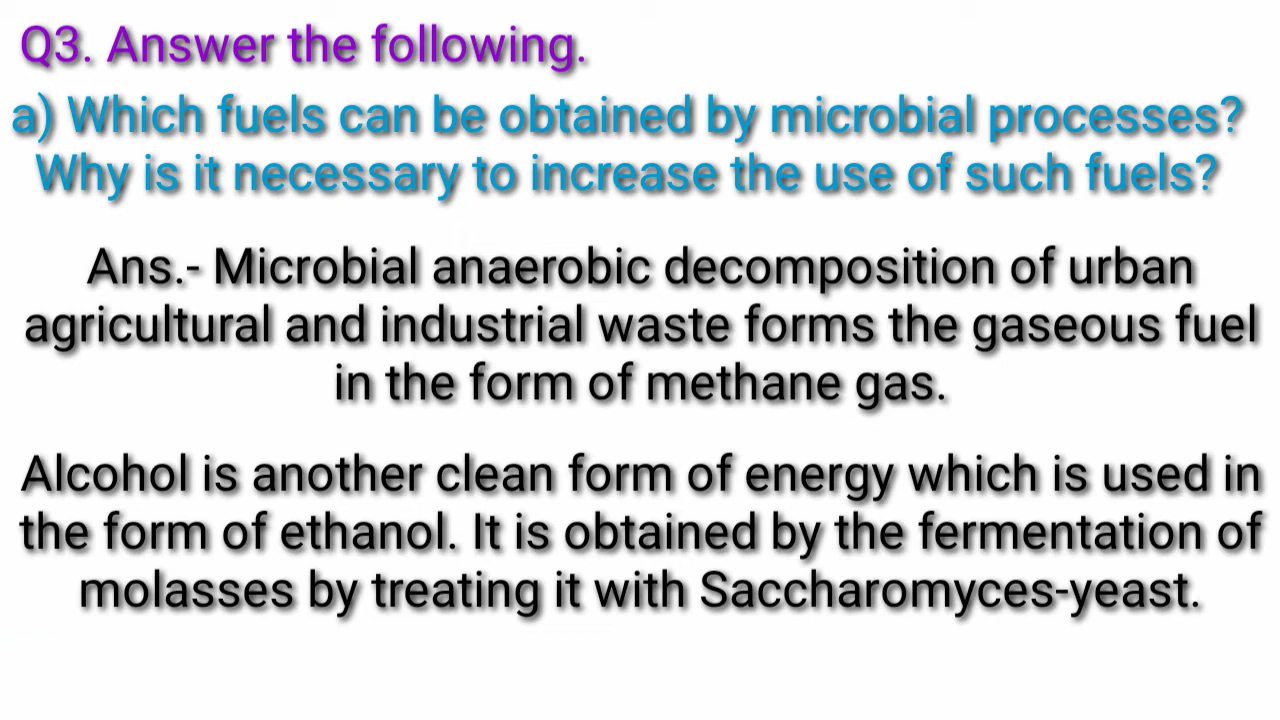 Q3. Answer the following.
a) Which fuels can be obtained by microbial processes?
Why is it necessary to increase the use of such fuels?
Ans.- Microbial anaerobic decomposition of urban
agricultural and industrial waste forms the gaseous fuel
in the form of methane gas.
Alcohol is another clean form of energy which is used in
the form of ethanol. It is obtained by the fermentation of
molasses by treating it with Saccharomyces-yeast.